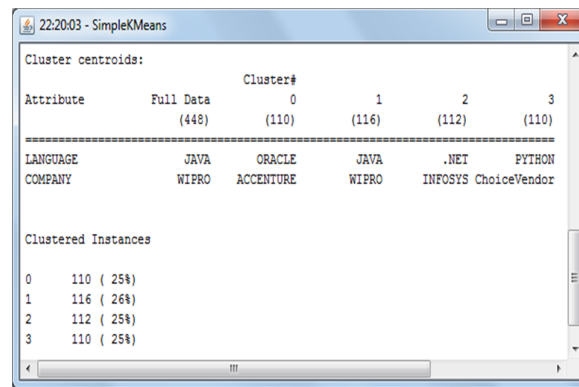 22:20:03 - SimpleKMeans
Cluster centroids:
Cluster#
Attribute Full Data 0 1 2 3
(448) (110) (116) (112) (110)
==========================================================================
LANGUAGE JAVA ORACLE JAVA .NET PYTHON
COMPANY WIPRO ACCENTURE WIPRO INFOSYS ChoiceVendor
Clustered Instances
0 110 ( 25%)
1 116 ( 26%)
2 112 ( 25%)
3 110 ( 25%)